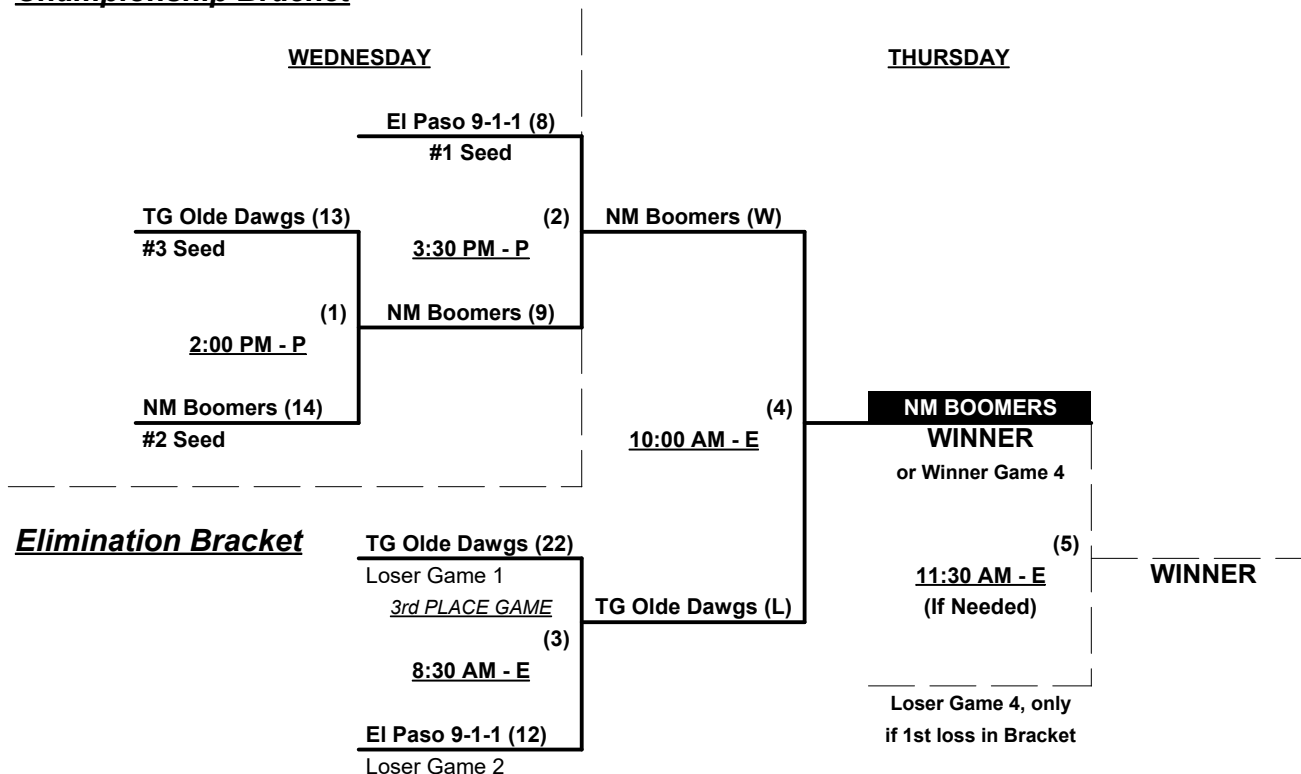 Championship Bracket
WEDNESDAY
THURSDAY
El Paso 9-1-1 (8)
#1 Seed
TG Olde Dawgs (13)
(2)
NM Boomers (W)
#3 Seed
3:30 PM - P
(1)
NM Boomers (9)
2:00 PM - P
NM Boomers (14)
(4)
NM BOOMERS
#2 Seed
10:00 AM - E
WINNER
or Winner Game 4
Elimination Bracket
TG Olde Dawgs (22)
(5)
Loser Game 1
11:30 AM - E
WINNER
3rd PLACE GAME
TG Olde Dawgs (L)
(If Needed)
(3)
8:30 AM - E
Loser Game 4, only
El Paso 9-1-1 (12)
if 1st loss in Bracket
Loser Game 2